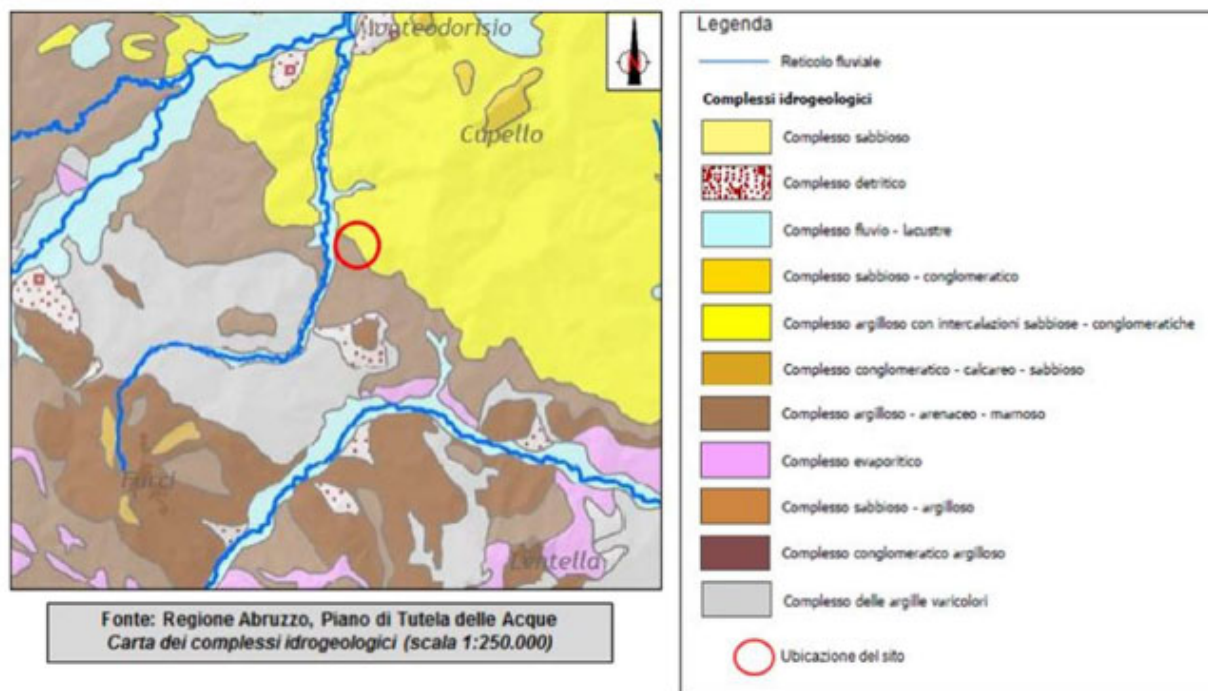 Monteodorisio
N
Cupello
Furci
Lentella
Fonte: Regione Abruzzo, Piano di Tutela delle Acque
Carta dei complessi idrogeologici (scala 1:250.000)
Legenda
Reticolo fluviale
Complessi idrogeologici
Complesso sabbioso
Complesso detritico
Complesso fluvio - lacustre
Complesso sabbioso - conglomeratico
Complesso argilloso con intercalazioni sabbiose - conglomeratiche
Complesso conglomeratico - calcareo - sabbioso
Complesso argilloso - arenaceo - marnoso
Complesso evaporitico
Complesso sabbioso - argilloso
Complesso conglomeratico argilloso
Complesso delle argille varicolori
Ubicazione del sito